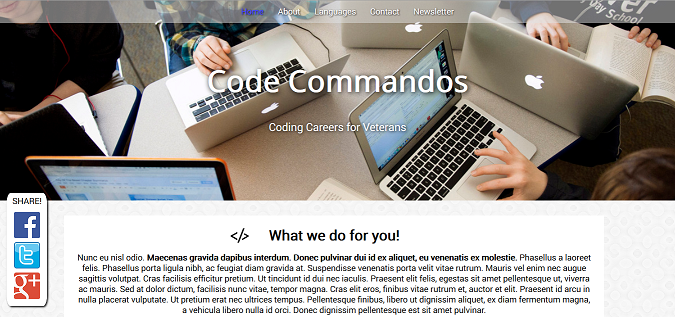 Home About Languages Contact Newsletter
Code Commandos
Coding Careers for Veterans
SHARE!
</> What we do for you!
Nunc eu nisl odio. Maecenas gravida dapibus interdum. Donec pulvinar dui id ex aliquet, eu venenatis ex molestie. Phasellus a laoreet
felis. Phasellus porta ligula nibh, ac feugiat diam gravida at. Suspendisse venenatis porta velit vitae rutrum. Mauris vel enim nec augue
sagittis volutpat. Cras facilisis efficitur pretium. Ut tincidunt id dui nec iaculis. Praesent elit felis, egestas sit amet pellentesque ut, viverra
ac mauris. Sed at dolor dictum, facilisis nunc vitae, tempor magna. Cras elit eros, finibus vitae rutrum et, auctor et elit. Praesent id arcu in
nulla placerat vulputate. Ut pretium erat nec ultrices tempus. Pellentesque finibus, libero ut dignissim aliquet, ex diam fermentum magna,
a vehicula libero nulla id orci. Donec dignissim pellentesque est sit amet pulvinar.